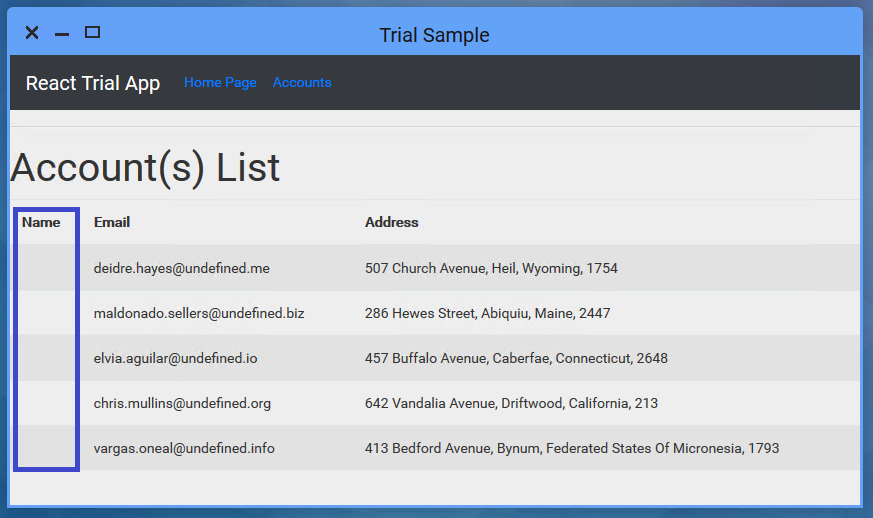 Trial Sample
React Trial App Home Page Accounts
Account(s) List
Name Email Address
deidre.hayes@undefined.me 507 Church Avenue, Heil, Wyoming, 1754
maldonado.sellers@undefined.biz 286 Hewes Street, Abiquiu, Maine, 2447
elvia.aguilar@undefined.io 457 Buffalo Avenue, Caberfae, Connecticut, 2648
chris.mullins@undefined.org 642 Vandalia Avenue, Driftwood, California, 213
vargas.oneal@undefined.info 413 Bedford Avenue, Bynum, Federated States Of Micronesia, 1793